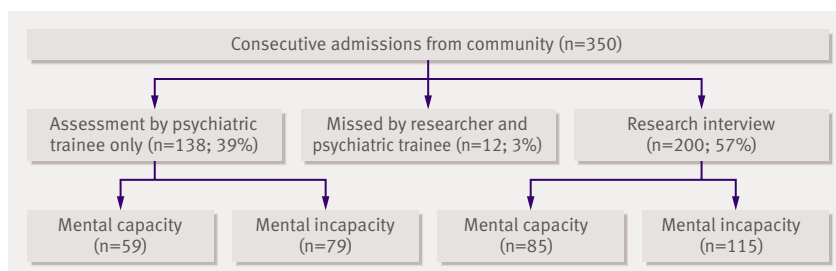 Consecutive admissions from community (n=350)
Assessment by psychiatric
trainee only (n=138; 39%)
Missed by researcher and
psychiatric trainee (n=12; 3%)
Research interview
(n=200; 57%)
Mental capacity
(n=59)
Mental incapacity
(n=79)
Mental capacity
(n=85)
Mental incapacity
(n=115)